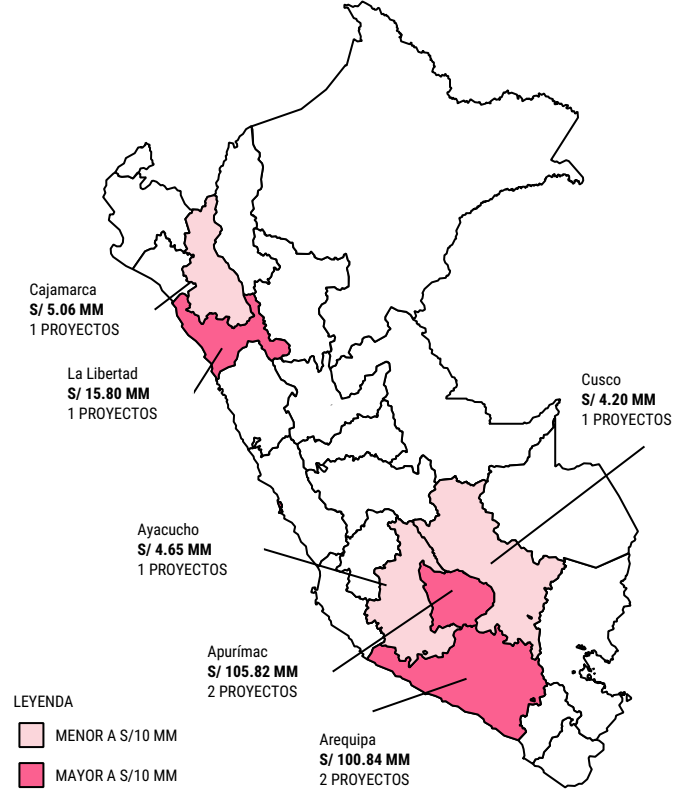 Cajamarca
S/ 5.06 MM
1 PROYECTOS
La Libertad
S/ 15.80 MM
1 PROYECTOS
Cusco
S/ 4.20 MM
1 PROYECTOS
Ayacucho
S/ 4.65 MM
1 PROYECTOS
Apurímac
S/ 105.82 MM
2 PROYECTOS
Arequipa
S/ 100.84 MM
2 PROYECTOS
LEYENDA
MENOR A S/10 MM
MAYOR A S/10 MM